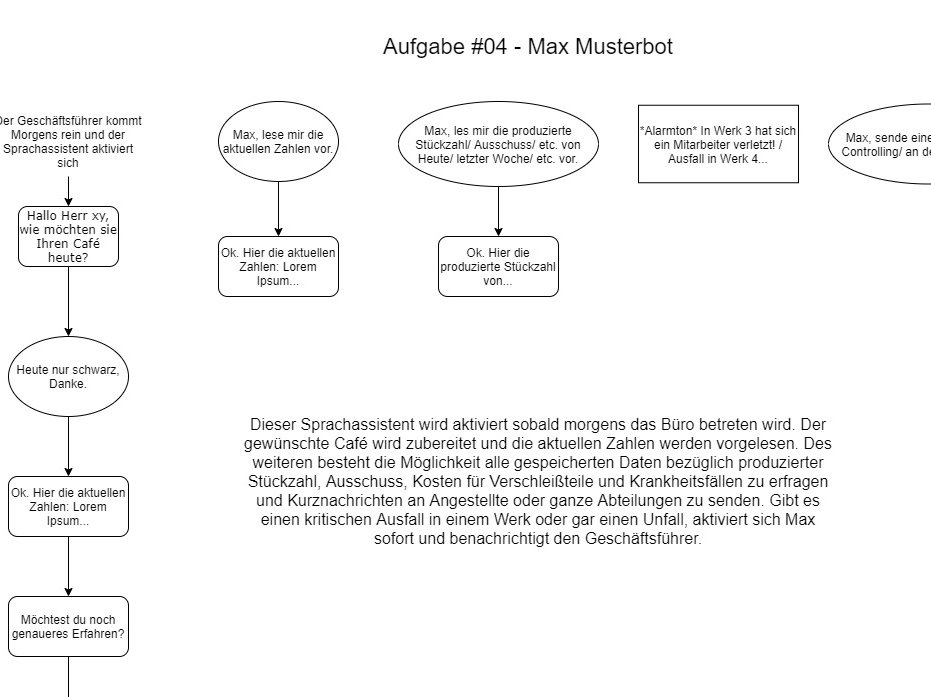 Aufgabe #04 - Max Musterbot
Geschäftsführer kommt
Morgens rein und der
Sprachassistent aktiviert
sich
Hallo Herr xy,
wie möchten sie
Ihren Café
heute?
Heute nur schwarz,
Danke.
Ok. Hier die aktuellen
Zahlen: Lorem
Ipsum...
Möchtest du noch
genaueres Erfahren?
Max, lese mir die
aktuellen Zahlen vor.
Ok. Hier die aktuellen
Zahlen: Lorem
Ipsum...
Max, les mir die produzierte
Stückzahl/ Ausschuss/ etc. von
Heute/ letzter Woche/ etc. vor.
Ok. Hier die
produzierte Stückzahl
von...
*Alarmton* In Werk 3 hat sich
ein Mitarbeiter verletzt! /
Ausfall in Werk 4...
Max, sende eine
Controlling/ an de
Dieser Sprachassistent wird aktiviert sobald morgens das Büro betreten wird. Der
gewünschte Café wird zubereitet und die aktuellen Zahlen werden vorgelesen. Des
weiteren besteht die Möglichkeit alle gespeicherten Daten bezüglich produzierter
Stückzahl, Ausschuss, Kosten für Verschleißteile und Krankheitsfällen zu erfragen
und Kurznachrichten an Angestellte oder ganze Abteilungen zu senden. Gibt es
einen kritischen Ausfall in einem Werk oder gar einen Unfall, aktiviert sich Max
sofort und benachrichtigt den Geschäftsführer.